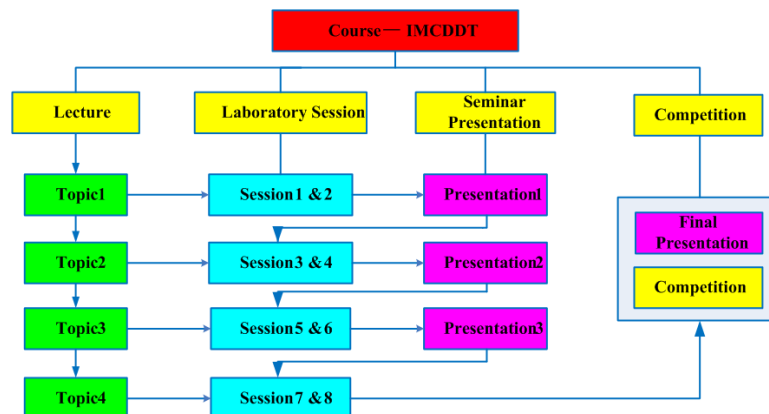 Course— IMCDDT
Lecture
Laboratory Session
Seminar
Presentation
Competition
Topic1
Session1 &2
Presentation1
Final
Presentation
Topic2
Session3 &4
Presentation2
Competition
Topic3
Session5 &6
Presentation3
Topic4
Session7 &8